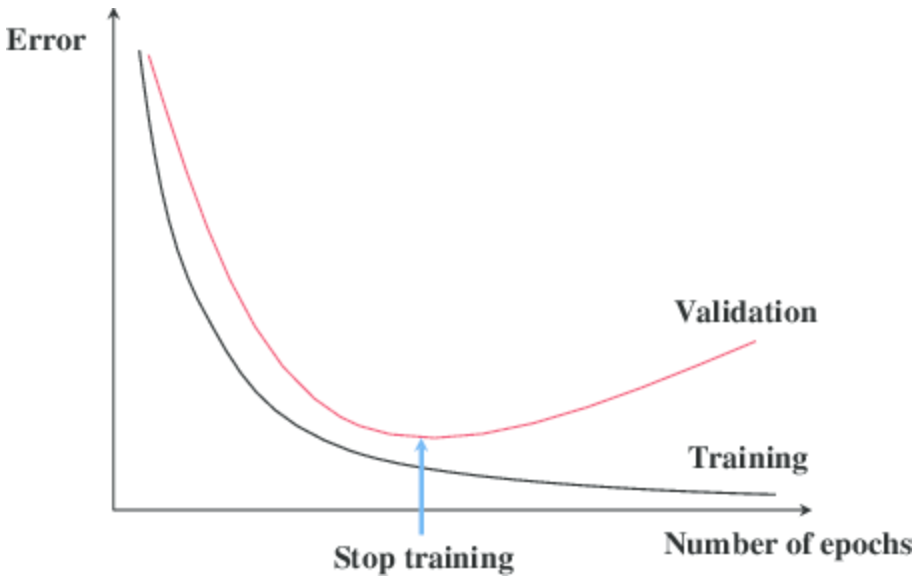 Error
Validation
Training
Number of epochs
Stop training